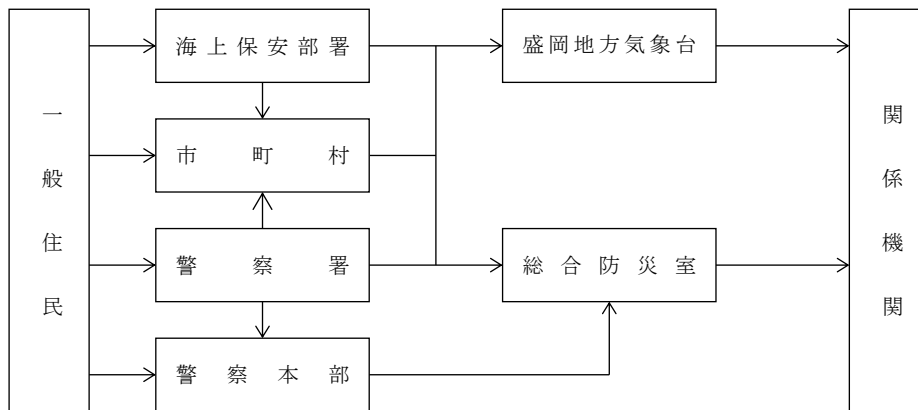 一般住民
海上保安部署
市町村
警察署
警察本部
盛岡地方気象台
総合防災室
関係機関